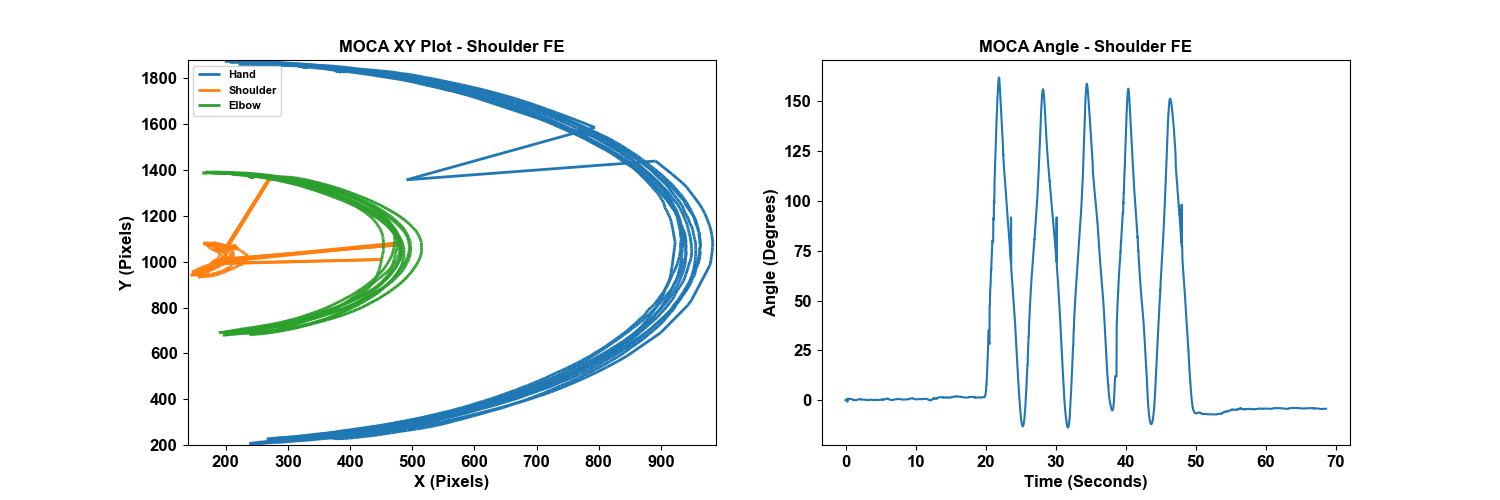 MOCA XY Plot - Shoulder FE
Hand
Shoulder
Elbow
Y (Pixels)
1800
1600
1400
1200
1000
800
600
400
200
200 300 400 500 600 700 800 900
X (Pixels)
MOCA Angle - Shoulder FE
Angle (Degrees)
150
125
100
75
50
25
0
0 10 20 30 40 50 60 70
Time (Seconds)